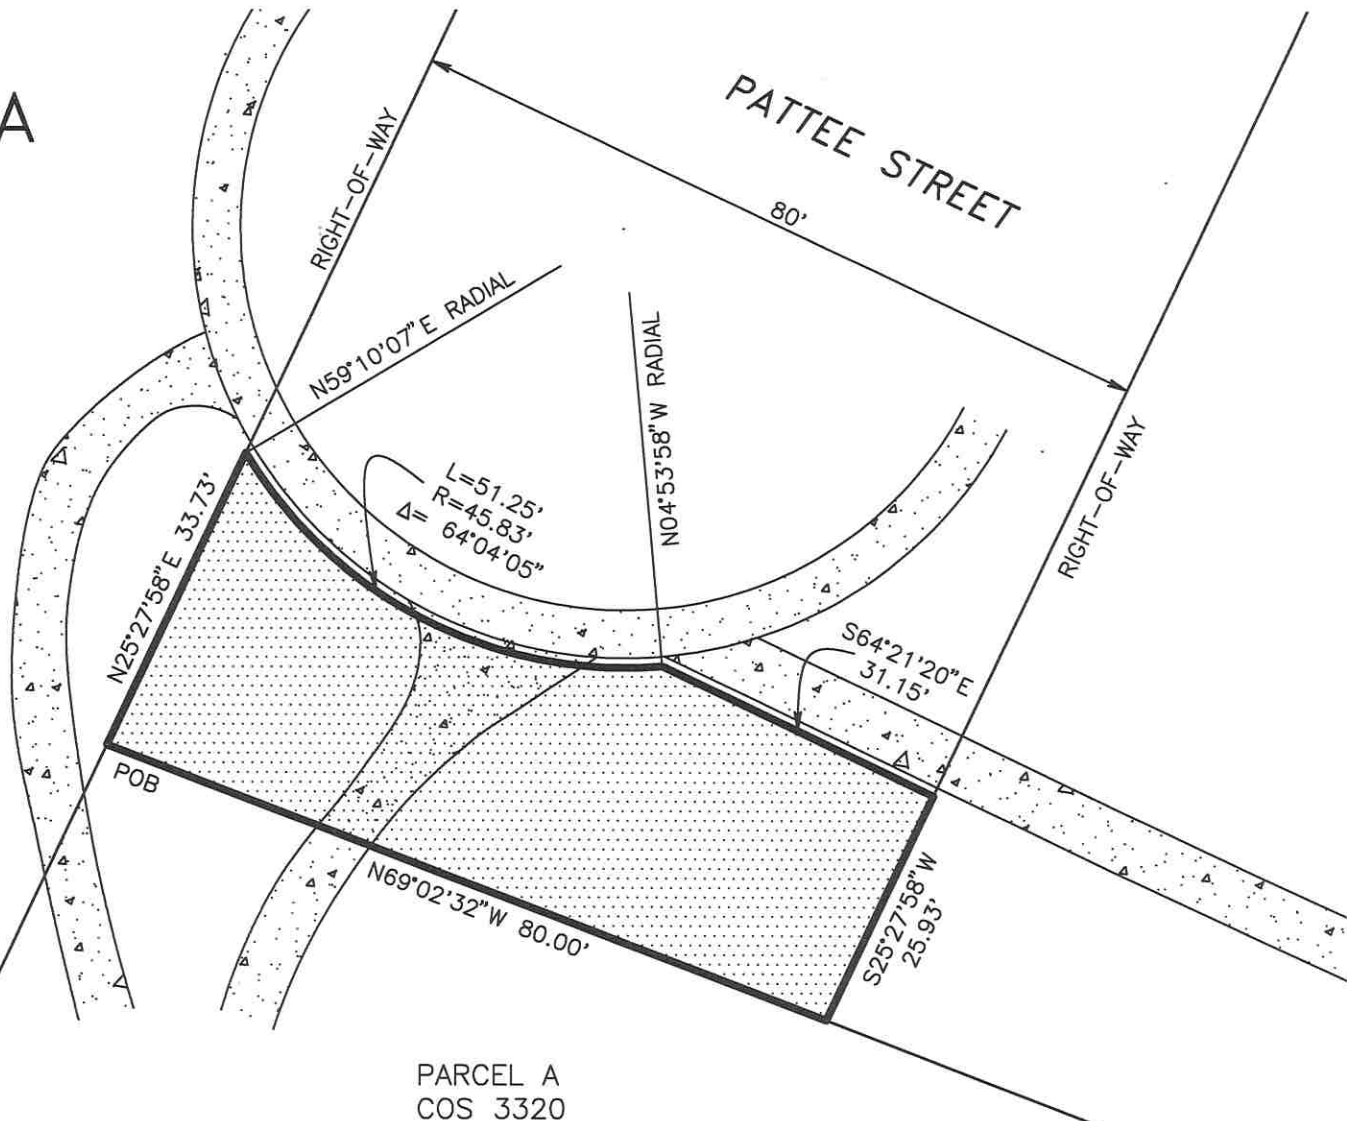 A
PATTEE STREET
80'
RIGHT-OF-WAY
N59°10'07"E RADIAL
N04°53'58"W RADIAL
RIGHT-OF-WAY
L=51.25'
R=45.83'
Δ= 64°04'05"
N25°27'58"E 33.73'
S64°21'20"E
31.15'
POB
N69°02'32"W 80.00'
S25°27'58"W
25.93'
PARCEL A
COS 3320